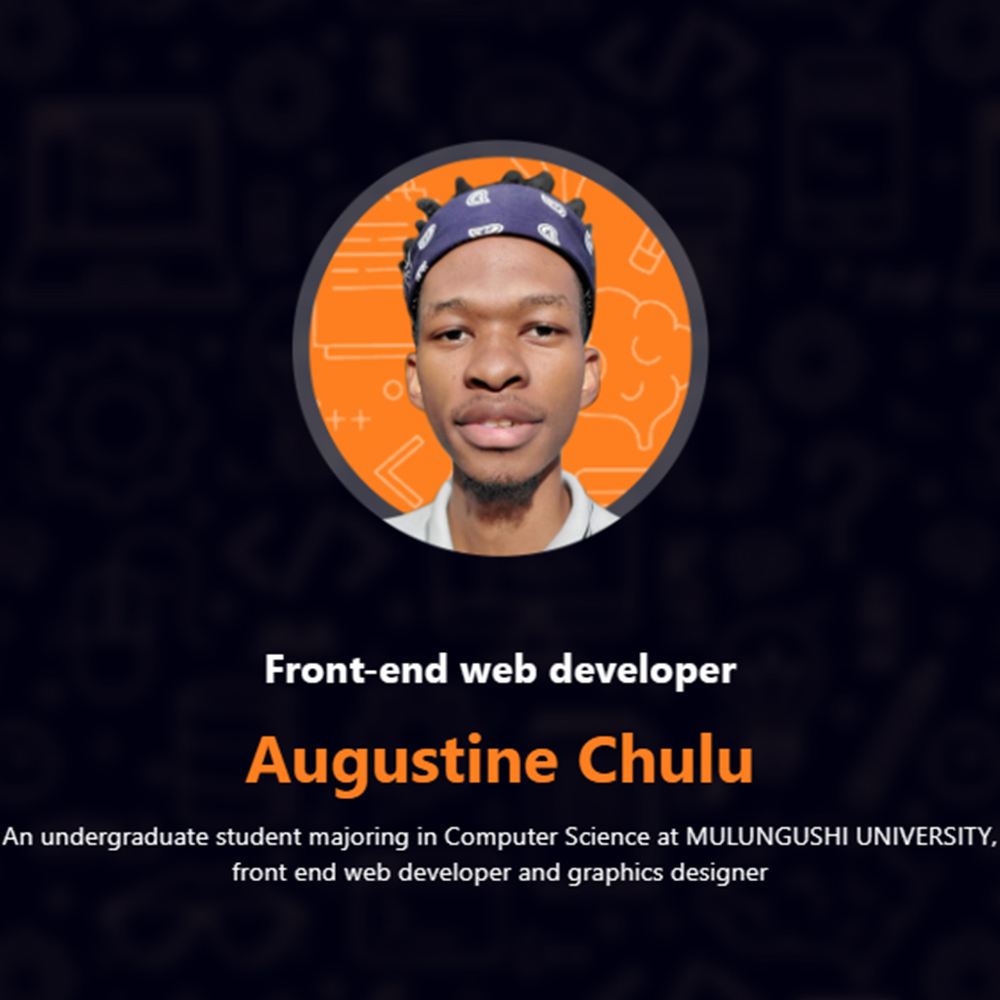 Front-end web developer
Augustine Chulu
An undergraduate student majoring in Computer Science at MULUNGUSHI UNIVERSITY,
front end web developer and graphics designer